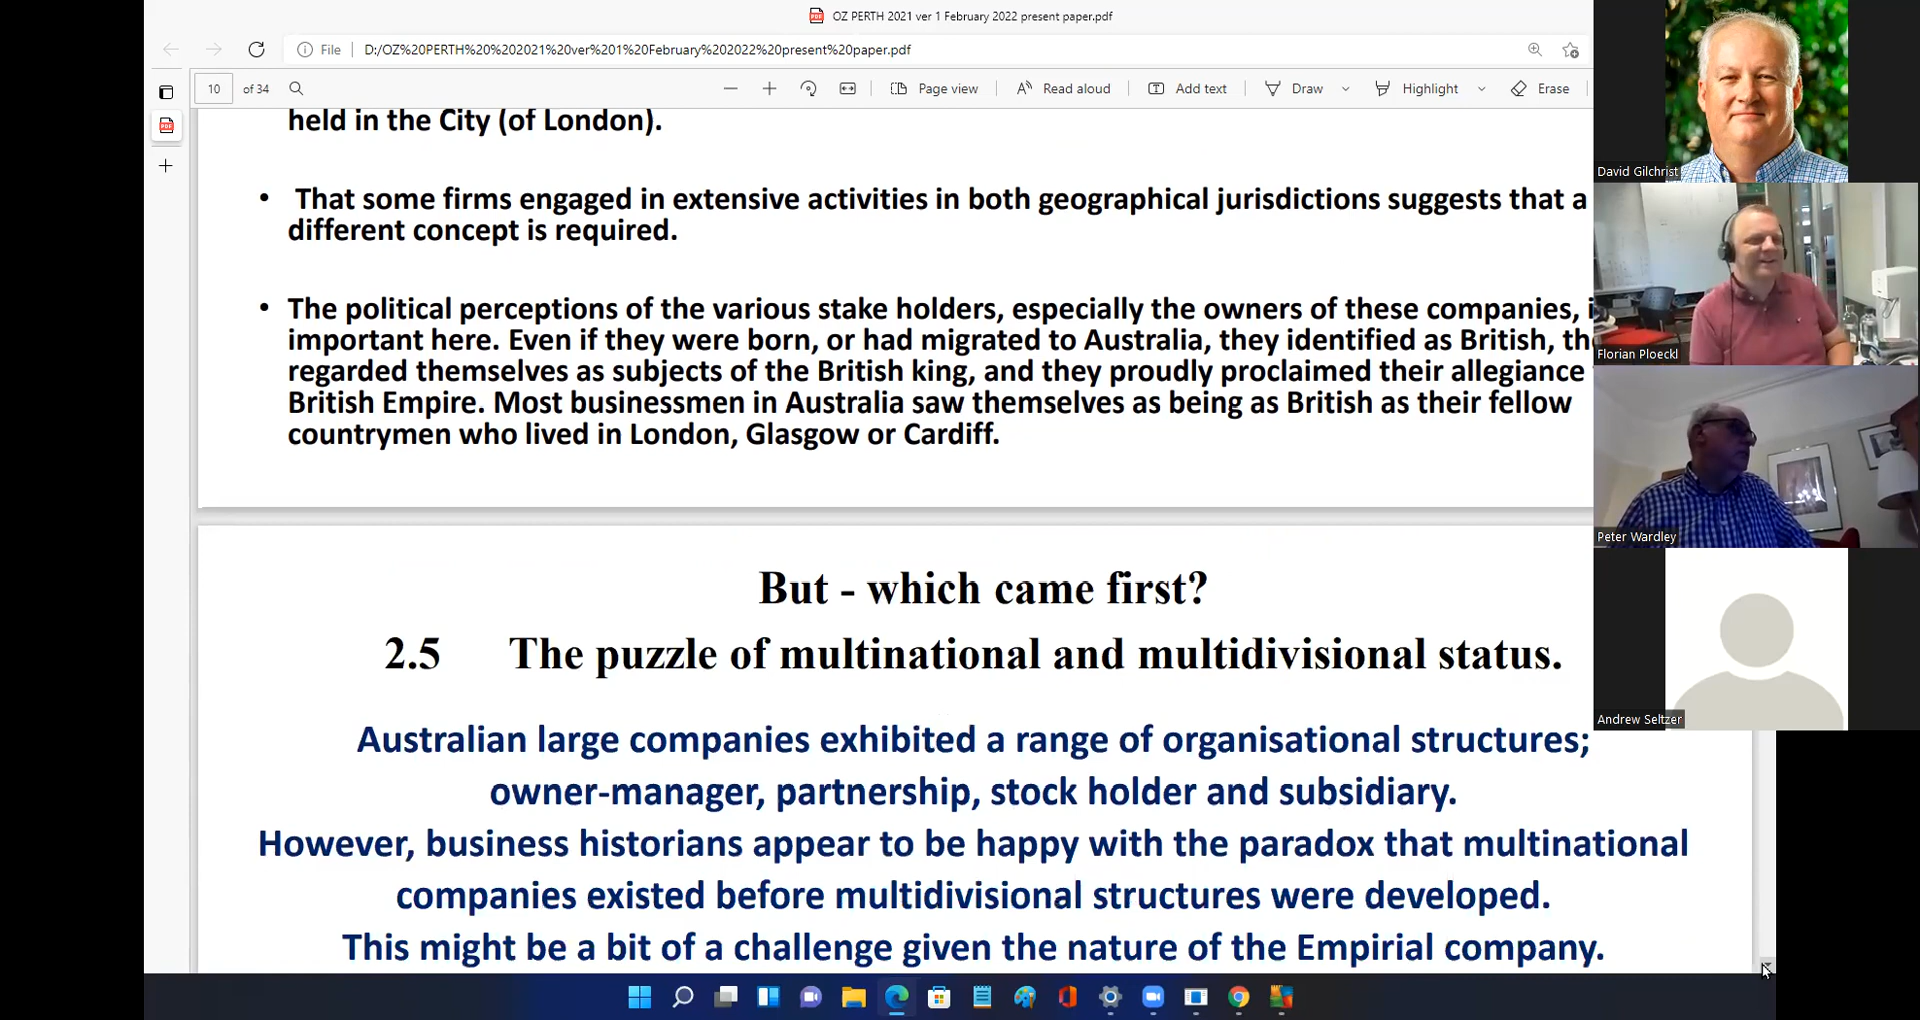 OZ PERTH 2021 ver 1 February 2022 present paper.pdf
File D:/OZ%20PERTH%20%202021%20ver%201%20February%202022%20present%20paper.pdf
10 of 34 Page view Read aloud Add text Draw Highlight Erase
held in the City (of London).
• That some firms engaged in extensive activities in both geographical jurisdictions suggests that a
different concept is required.
• The political perceptions of the various stake holders, especially the owners of these companies,
important here. Even if they were born, or had migrated to Australia, they identified as British,
regarded themselves as subjects of the British king, and they proudly proclaimed their allegiance
British Empire. Most businessmen in Australia saw themselves as being as British as their fellow
countrymen who lived in London, Glasgow or Cardiff.
But - which came first?
2.5 The puzzle of multinational and multidivisional status.
Australian large companies exhibited a range of organisational structures;
owner-manager, partnership, stock holder and subsidiary.
However, business historians appear to be happy with the paradox that multinational
companies existed before multidivisional structures were developed.
This might be a bit of a challenge given the nature of the Empirial company.
David Gilchrist
Florian Ploeckl
Peter Wardley
Andrew Seltzer